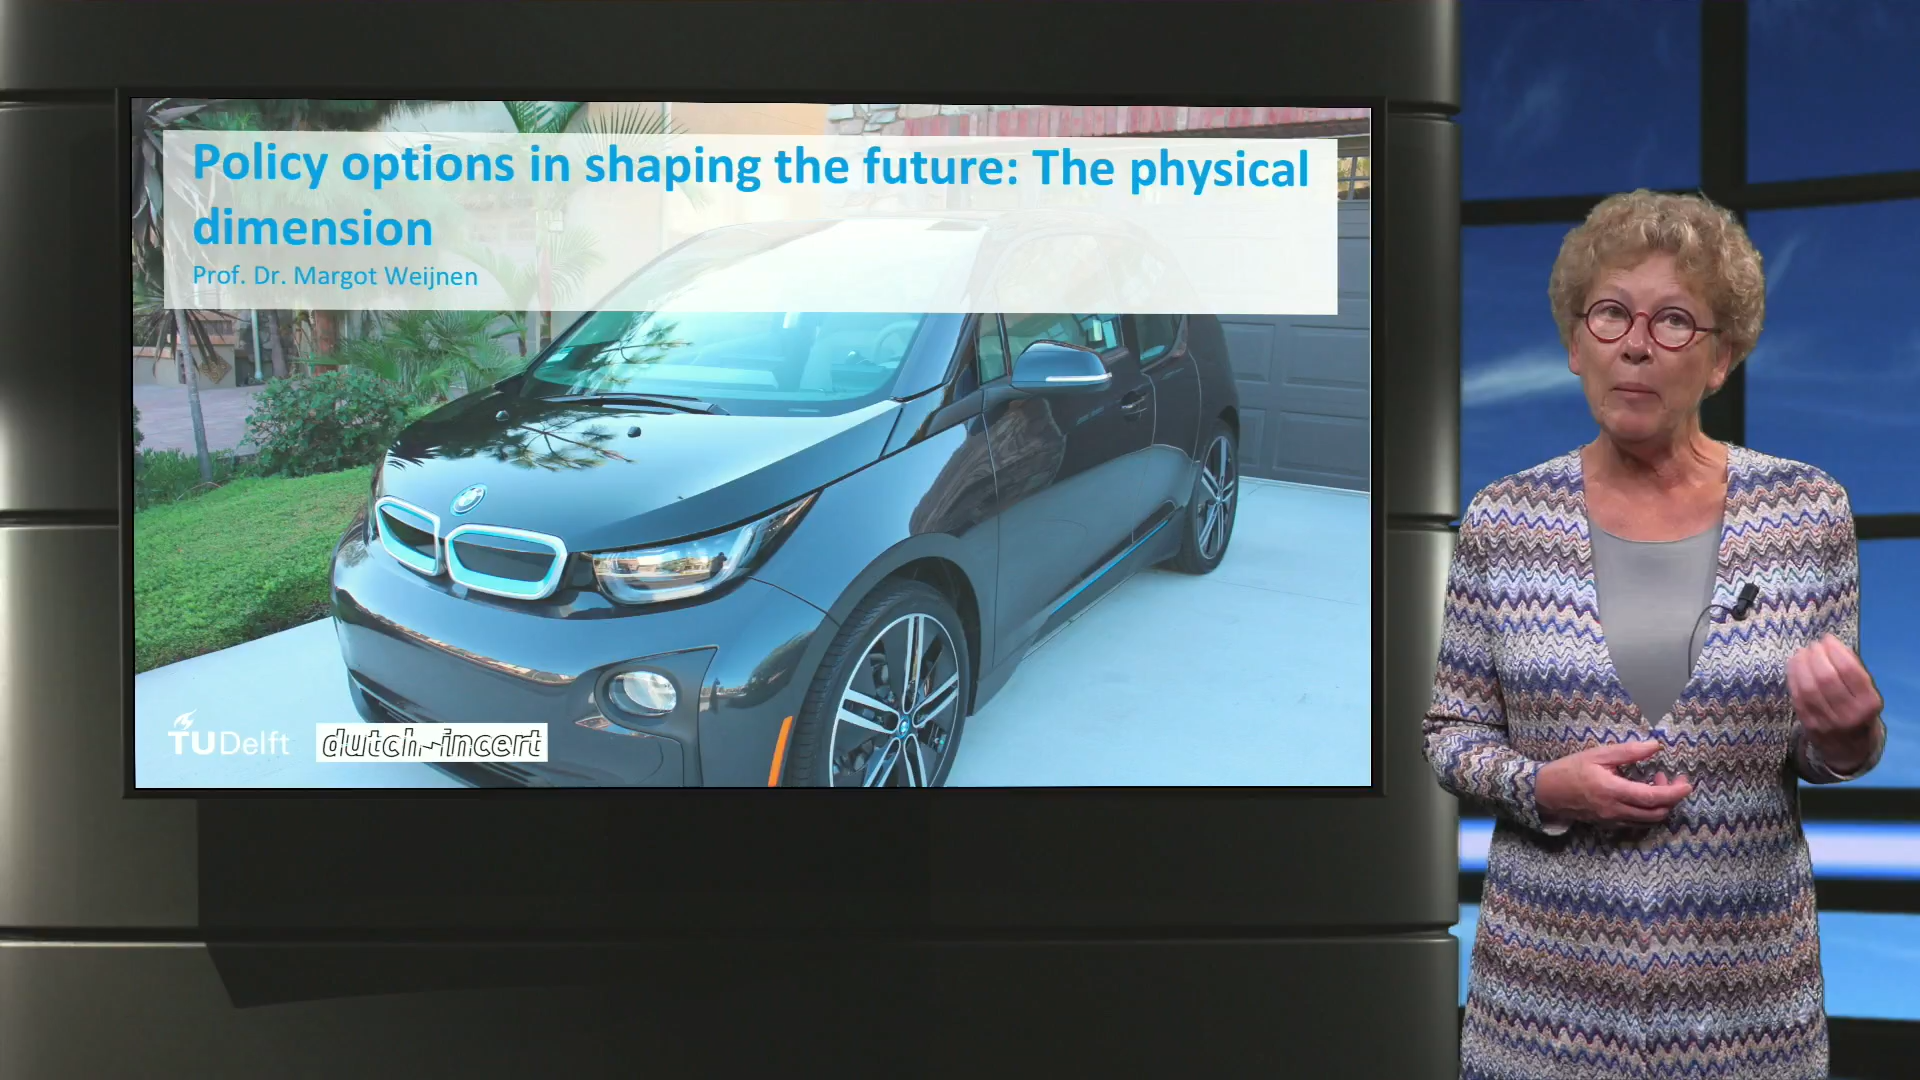 Policy options in shaping the future: The physical
dimension
Prof. Dr. Margot Weijnen
TUDelft
dutch~incert